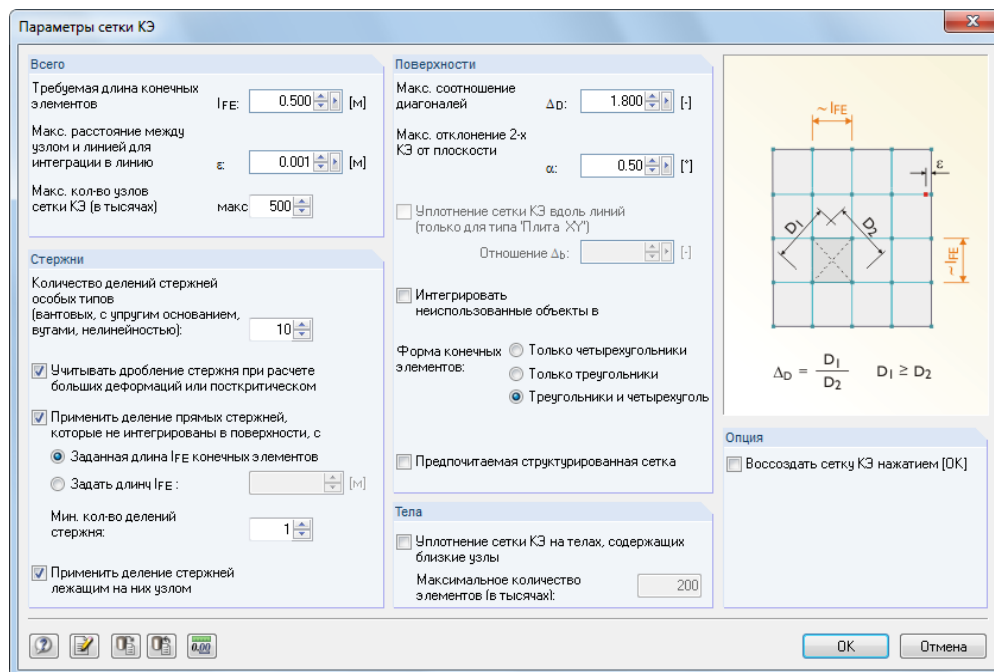 Параметры сетки КЭ
Всего
Требуемая длина конечных
элементов lFE: 0.500 [м]
Макс. расстояние между
узлом и линией для
интеграции в линию ε: 0.001 [м]
Макс. кол-во узлов
сетки КЭ (в тысячах) макс 500
Стержни
Количество делений стержней
особых типов
(вантовых, с упругим основанием,
вутами, нелинейностью): 10
Учитывать дробление стержня при расчете
больших деформаций или посткритическом
Применить деление прямых стержней,
которые не интегрированы в поверхности, с
Заданная длина lFE конечных элементов
Задать длину lFE : [м]
Мин. кол-во делений
стержня: 1
Применить деление стержней
лежащим на них узлом
Поверхности
Макс. соотношение
диагоналей ΔD: 1.800 [-]
Макс. отклонение 2-х
КЭ от плоскости
α: 0.50 [°]
Уплотнение сетки КЭ вдоль линий
(только для типа 'Плита XY')
Отношение Δb: [-]
Интегрировать
неиспользованные объекты в
Форма конечных
элементов:
Только четырехугольники
Только треугольники
Треугольники и четырехуголь
Предпочитаемая структурированная сетка
Тела
Уплотнение сетки КЭ на телах, содержащих
близкие узлы
Максимальное количество
элементов (в тысячах): 200
~ lFE
ε
D1
D2
~ lFE
ΔD = D1 / D2 D1 ≥ D2
Опция
Воссоздать сетку КЭ нажатием [OK]
0.00
OK
Отмена